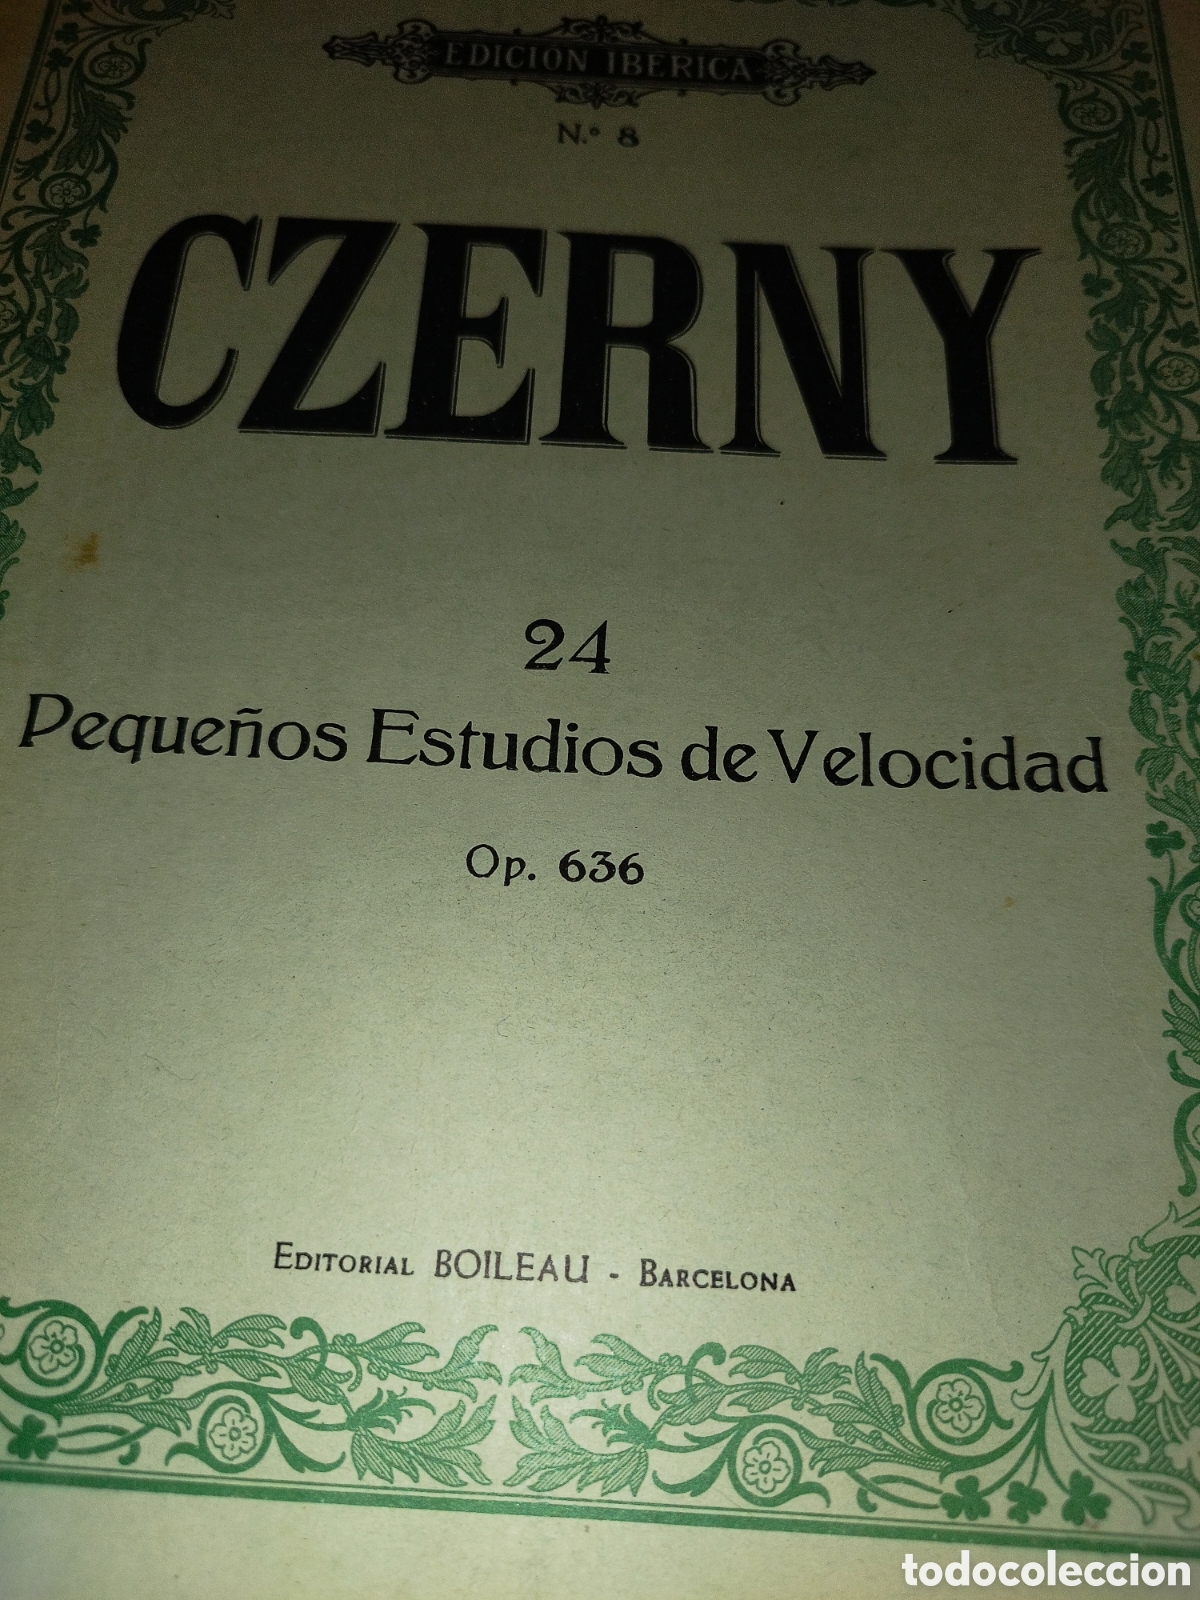 EDICION IBERICA
N.º 8
CZERNY
24
Pequeños Estudios de Velocidad
Op. 636
EDITORIAL BOILEAU - BARCELONA
todocoleccion